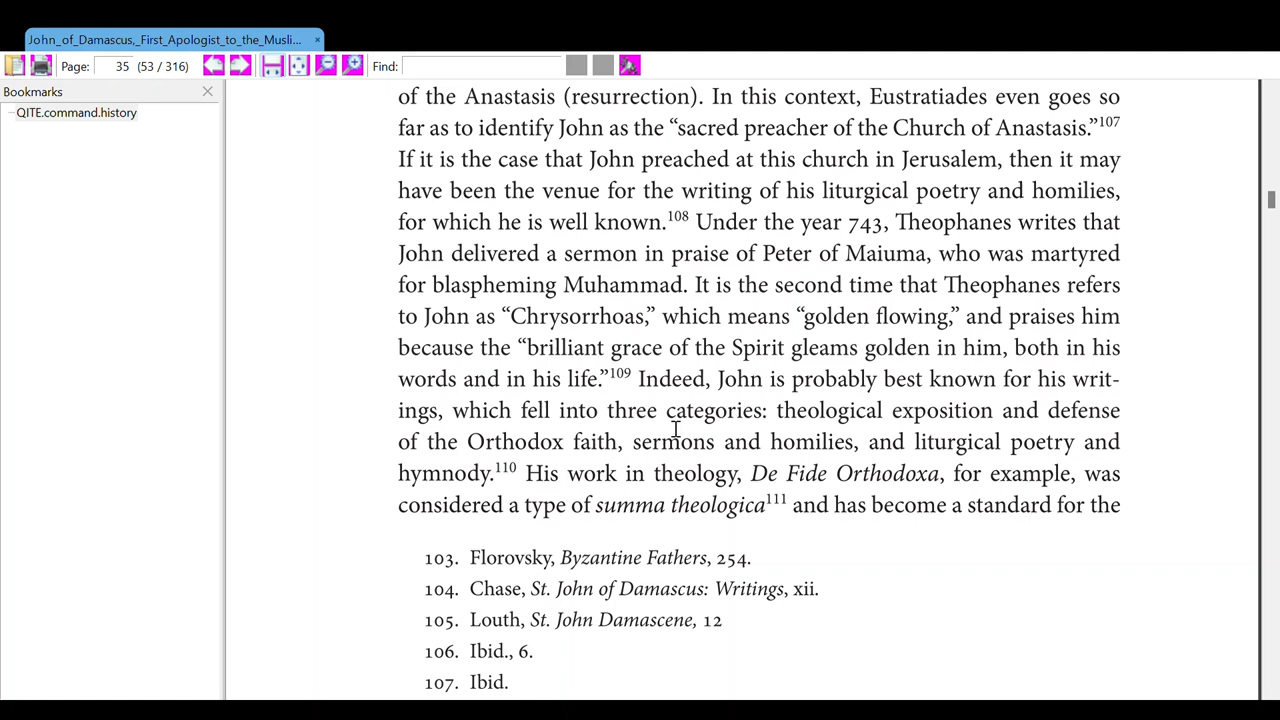 John_of_Damascus,_First_Apologist_to_the_Musli... ×
Page: 35 (53 / 316) Find:
Bookmarks
QITE.command.history
of the Anastasis (resurrection). In this context, Eustratiades even goes so
far as to identify John as the “sacred preacher of the Church of Anastasis.”107
If it is the case that John preached at this church in Jerusalem, then it may
have been the venue for the writing of his liturgical poetry and homilies,
for which he is well known.108 Under the year 743, Theophanes writes that
John delivered a sermon in praise of Peter of Maiuma, who was martyred
for blaspheming Muhammad. It is the second time that Theophanes refers
to John as “Chrysorrhoas,” which means “golden flowing,” and praises him
because the “brilliant grace of the Spirit gleams golden in him, both in his
words and in his life.”109 Indeed, John is probably best known for his writ-
ings, which fell into three categories: theological exposition and defense
of the Orthodox faith, sermons and homilies, and liturgical poetry and
hymnody.110 His work in theology, De Fide Orthodoxa, for example, was
considered a type of summa theologica111 and has become a standard for the
103. Florovsky, Byzantine Fathers, 254.
104. Chase, St. John of Damascus: Writings, xii.
105. Louth, St. John Damascene, 12
106. Ibid., 6.
107. Ibid.